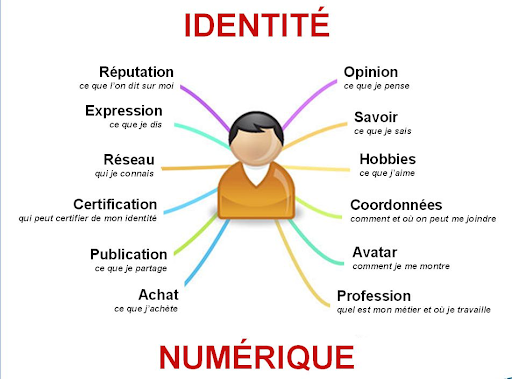 IDENTITÉ
Réputation
ce que l'on dit sur moi
Expression
ce que je dis
Réseau
qui je connais
Certification
qui peut certifier de mon identité
Publication
ce que je partage
Achat
ce que j'achète
Opinion
ce que je pense
Savoir
ce que je sais
Hobbies
ce que j'aime
Coordonnées
comment et où on peut me joindre
Avatar
comment je me montre
Profession
quel est mon métier et où je travaille
NUMÉRIQUE